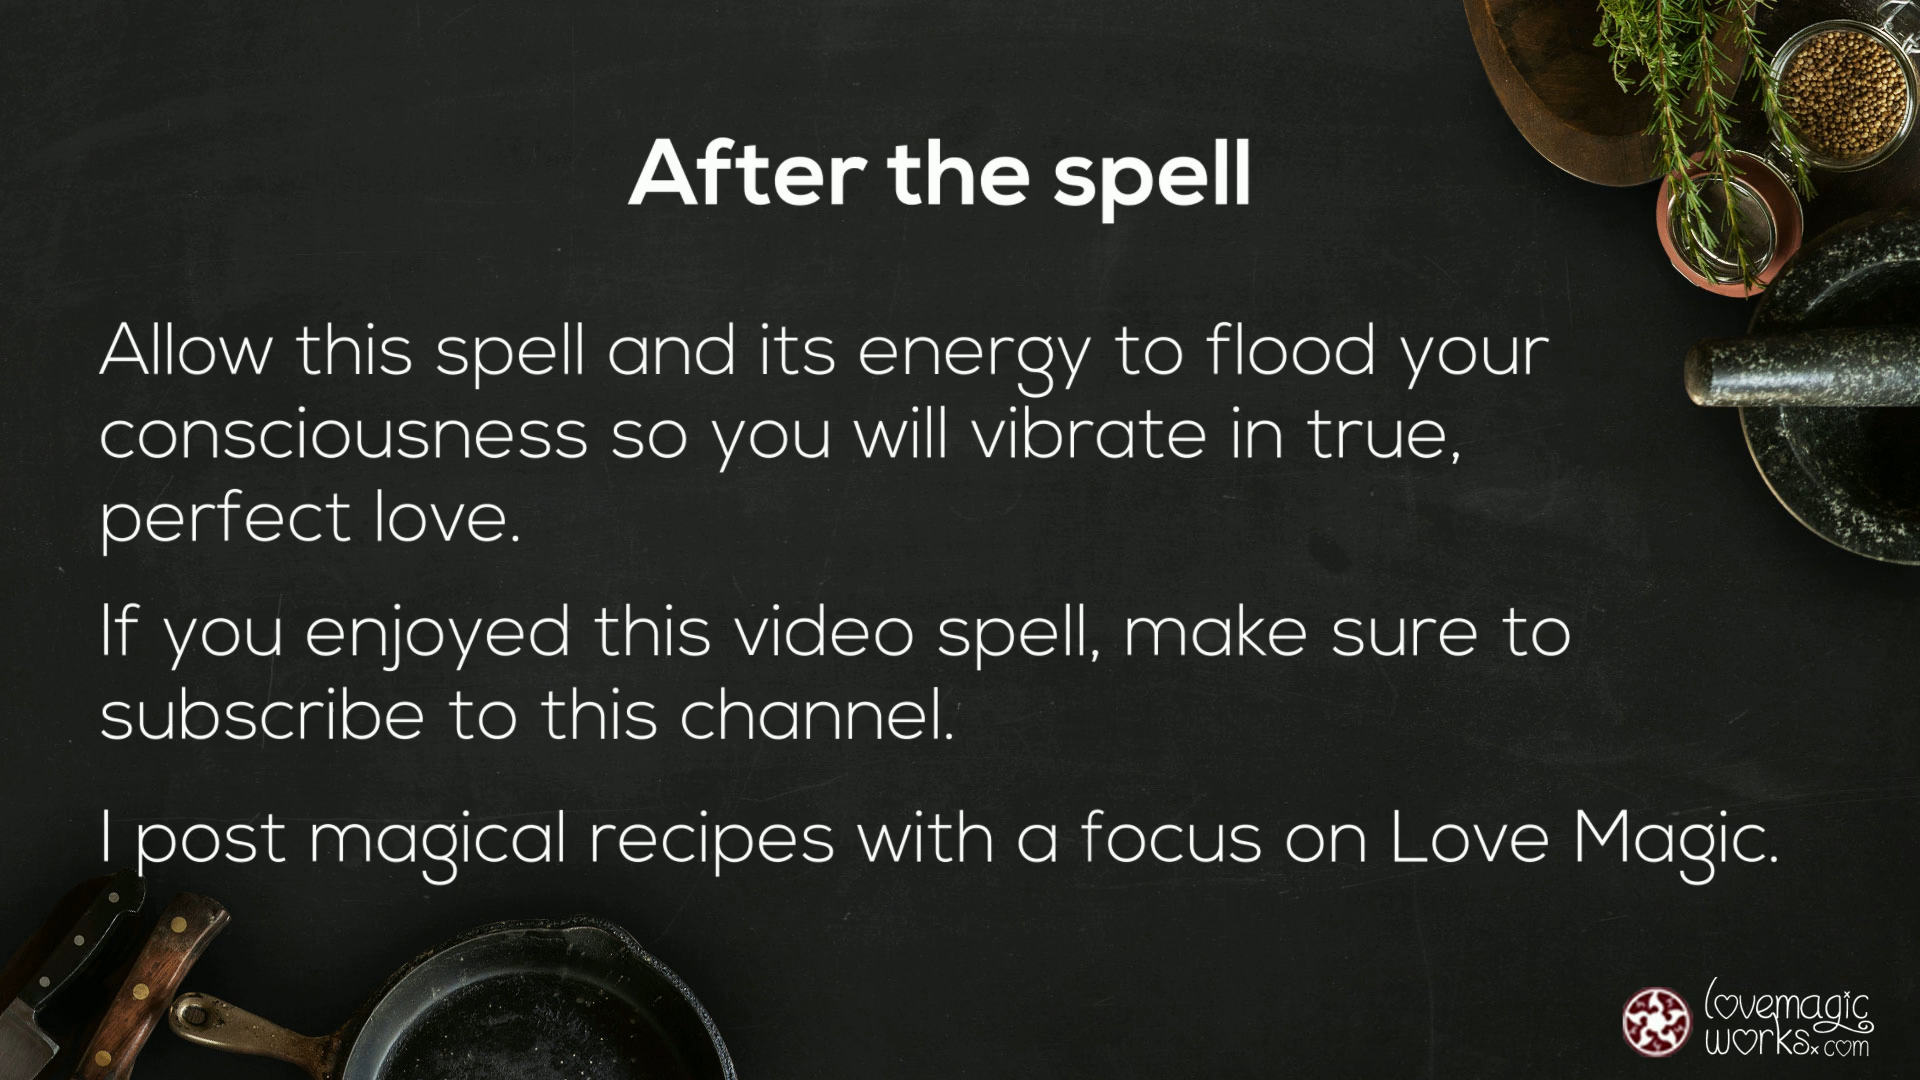 After the spell
Allow this spell and its energy to flood your
consciousness so you will vibrate in true,
perfect love.
If you enjoyed this video spell, make sure to
subscribe to this channel.
I post magical recipes with a focus on Love Magic.
lovemagic
works.com